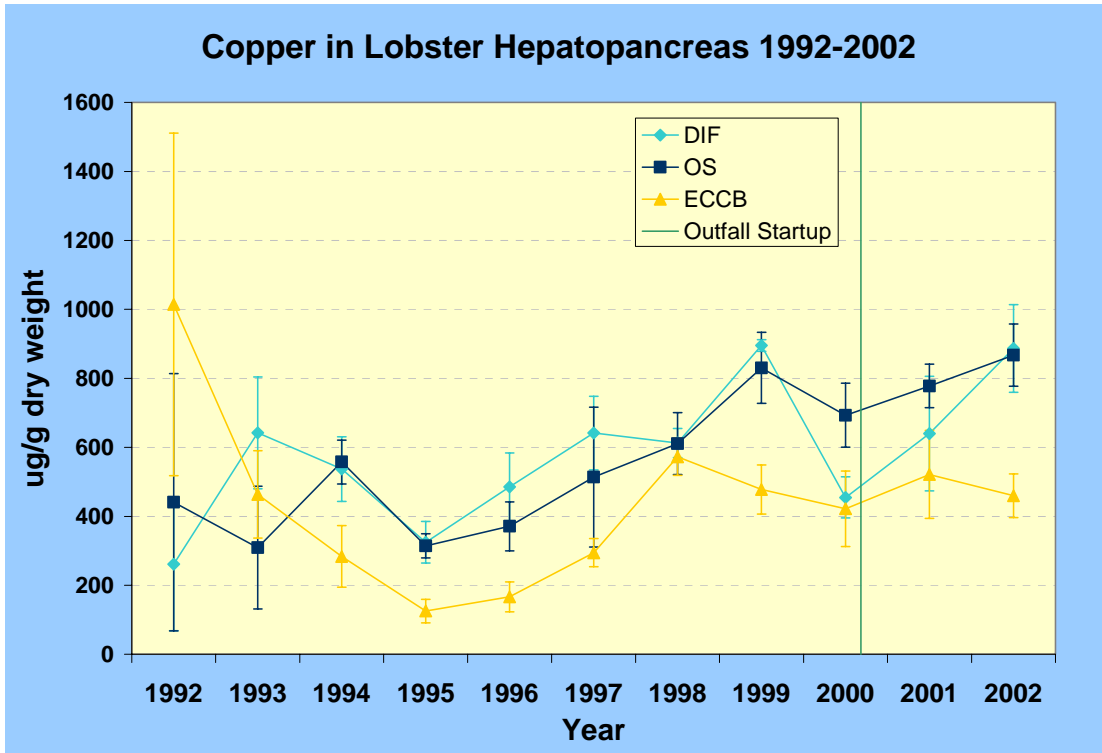 Copper in Lobster Hepatopancreas 1992-2002
1600
1400
1200
1000
800
600
400
200
0
ug/g dry weight
DIF
OS
ECCB
Outfall Startup
1992 1993 1994 1995 1996 1997 1998 1999 2000 2001 2002
Year